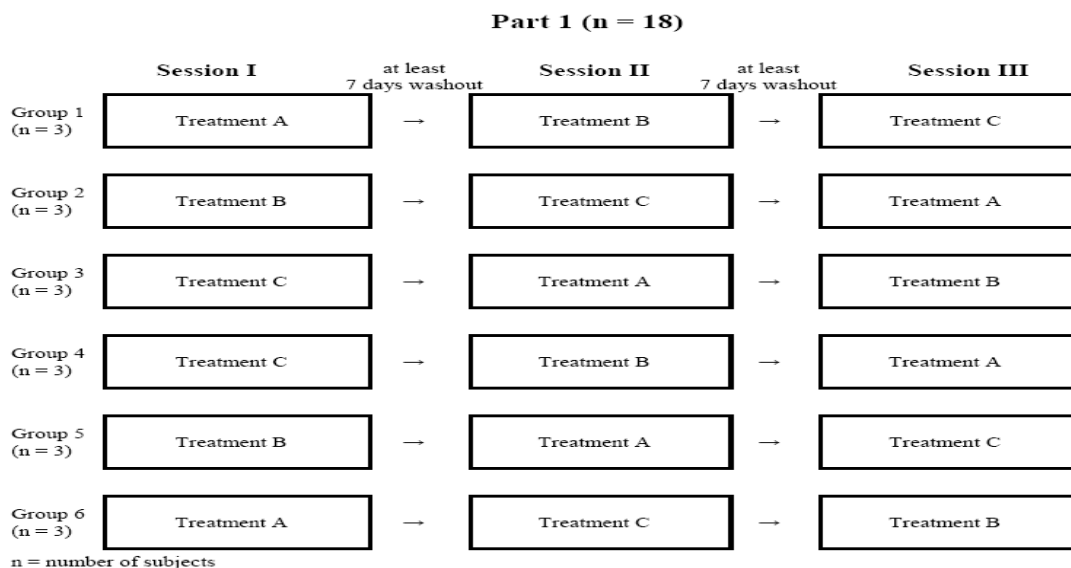 Part 1 (n = 18)
Session I
at least
7 days washout
Session II
at least
7 days washout
Session III
Group 1
(n = 3)
Treatment A
→
Treatment B
→
Treatment C
Group 2
(n = 3)
Treatment B
→
Treatment C
→
Treatment A
Group 3
(n = 3)
Treatment C
→
Treatment A
→
Treatment B
Group 4
(n = 3)
Treatment C
→
Treatment B
→
Treatment A
Group 5
(n = 3)
Treatment B
→
Treatment A
→
Treatment C
Group 6
(n = 3)
Treatment A
→
Treatment C
→
Treatment B
n = number of subjects